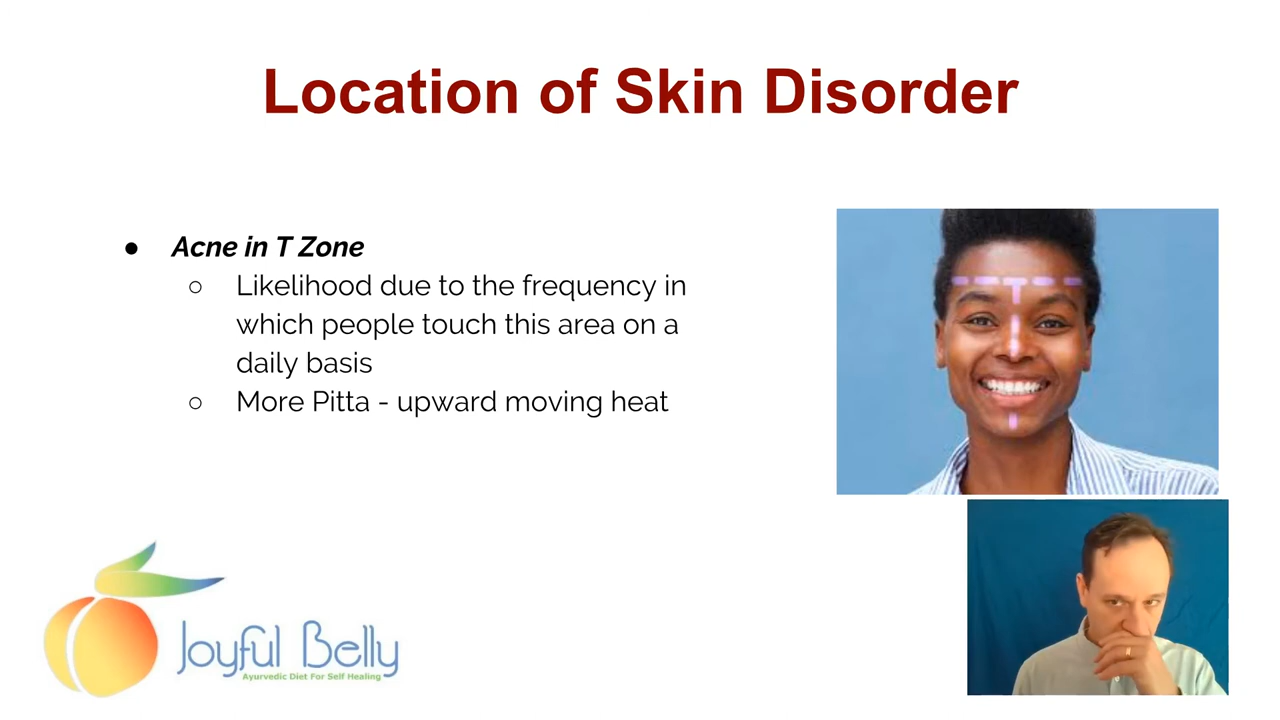 Location of Skin Disorder
● Acne in T Zone
○ Likelihood due to the frequency in
which people touch this area on a
daily basis
○ More Pitta - upward moving heat
Joyful Belly
Ayurvedic Diet For Self Healing